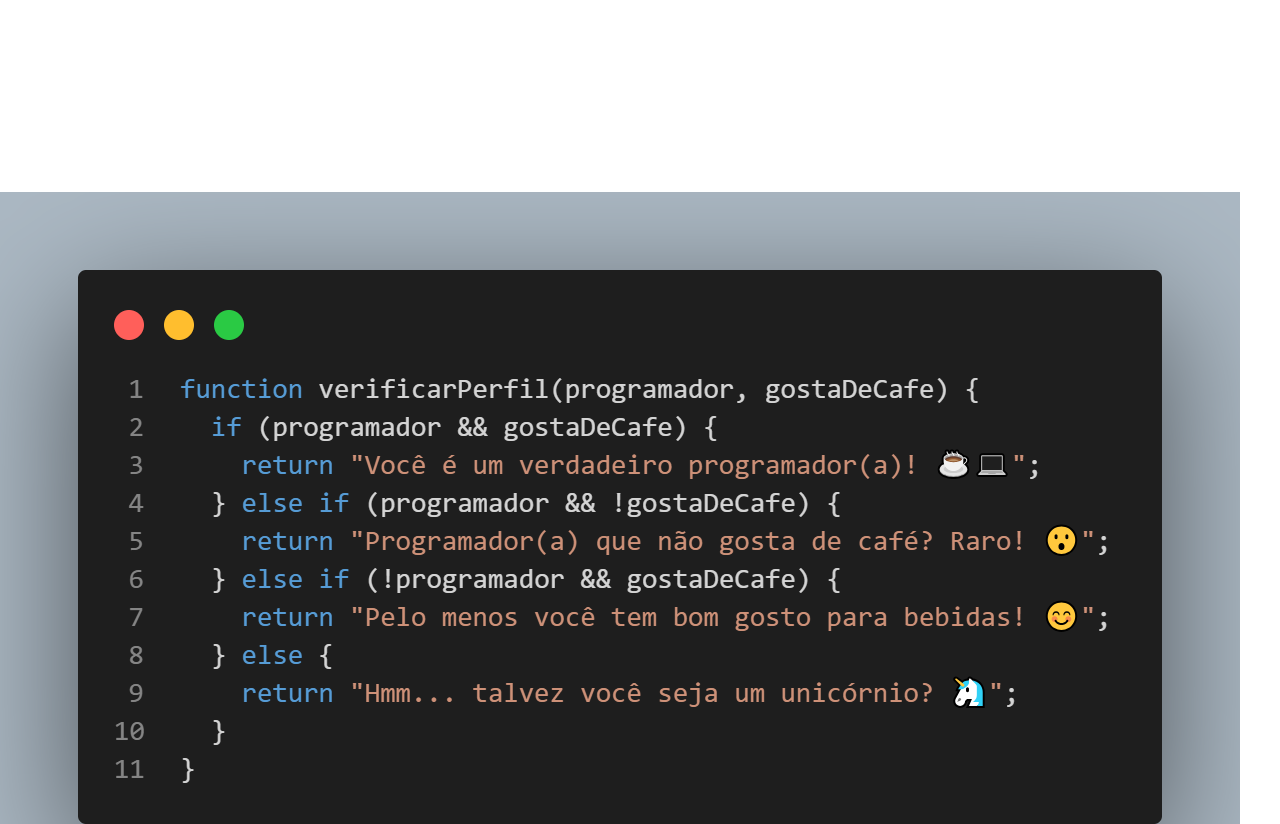 1 function verificarPerfil(programador, gostaDeCafe) {
2   if (programador && gostaDeCafe) {
3     return "Você é um verdadeiro programador(a)! ☕💻";
4   } else if (programador && !gostaDeCafe) {
5     return "Programador(a) que não gosta de café? Raro! 😮";
6   } else if (!programador && gostaDeCafe) {
7     return "Pelo menos você tem bom gosto para bebidas! 😊";
8   } else {
9     return "Hmm... talvez você seja um unicórnio? 🦄";
10   }
11 }